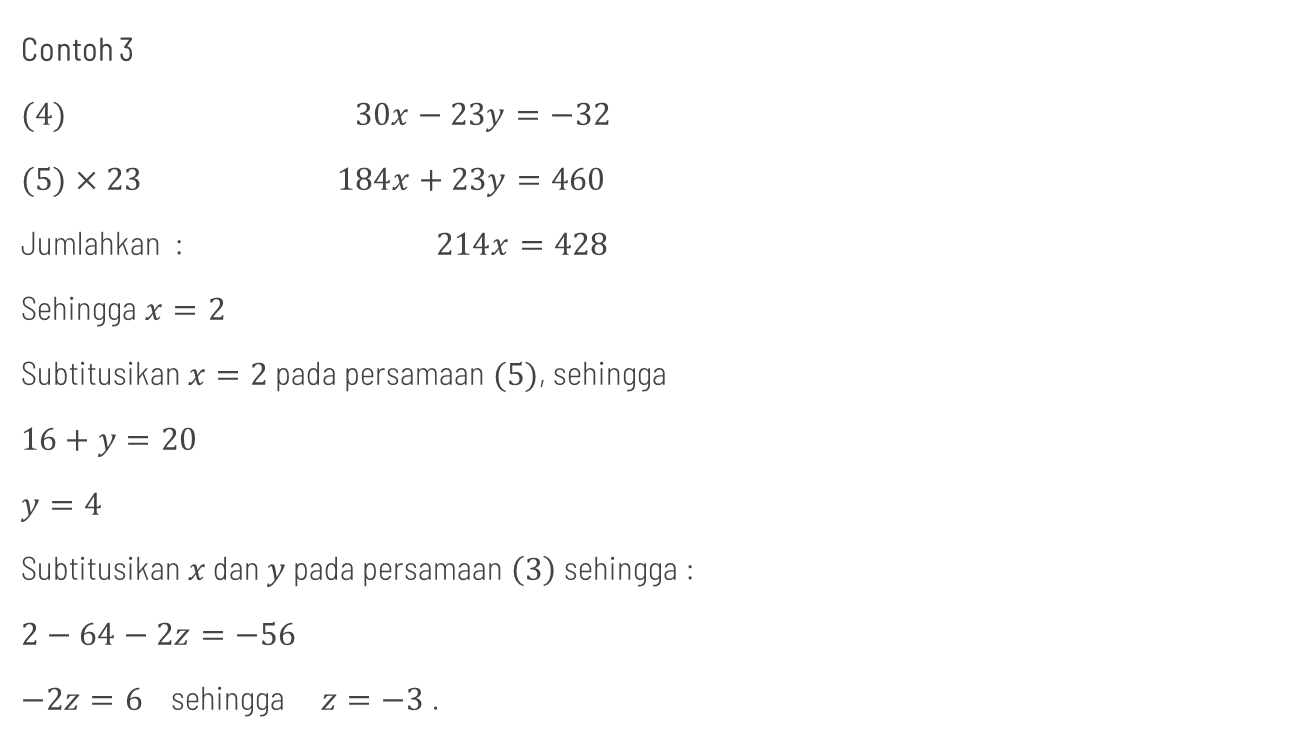 Contoh 3
(4) 30x − 23y = −32
(5) × 23 184x + 23y = 460
Jumlahkan : 214x = 428
Sehingga x = 2
Subtitusikan x = 2 pada persamaan (5), sehingga
16 + y = 20
y = 4
Subtitusikan x dan y pada persamaan (3) sehingga :
2 − 64 − 2z = −56
−2z = 6 sehingga z = −3 .